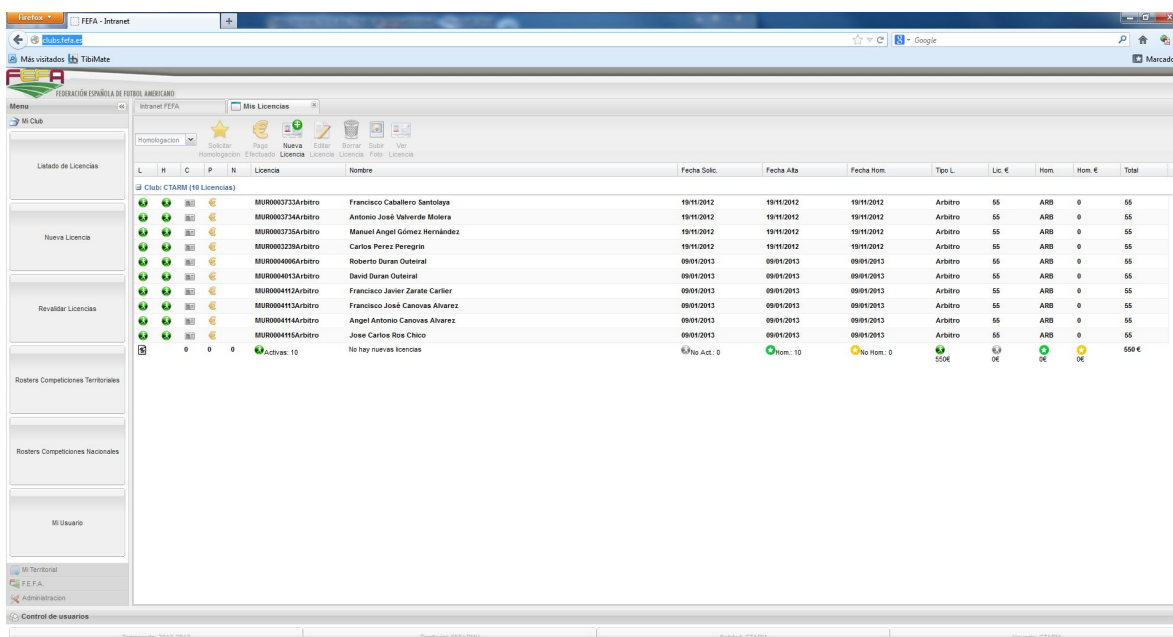 Firefox
FEFA - Intranet
clubs.fefa.es
Google
Más visitados TibiMate
Marcado
FEFA
FEDERACIÓN ESPAÑOLA DE FUTBOL AMERICANO
Menu
Intranet FEFA
Mis Licencias
Mi Club
Homologacion
Solicitar Homologacion
Pago Efectuado
Nueva Licencia
Editar Licencia
Borrar Licencia
Subir Foto
Ver Licencia
Listado de Licencias
Nueva Licencia
Revalidar Licencias
Rosters Competiciones Territoriales
Rosters Competiciones Nacionales
Mi Usuario
Mi Territorial
F.E.F.A.
Administracion
L H C P N Licencia Nombre Fecha Solic. Fecha Alta Fecha Hom. Tipo L. Lic. € Hom. Hom. € Total
Club: CTARM (10 Licencias)
MUR0003733Arbitro Francisco Caballero Santolaya 19/11/2012 19/11/2012 19/11/2012 Arbitro 55 ARB 0 55
MUR0003734Arbitro Antonio José Valverde Molera 19/11/2012 19/11/2012 19/11/2012 Arbitro 55 ARB 0 55
MUR0003735Arbitro Manuel Angel Gómez Hernández 19/11/2012 19/11/2012 19/11/2012 Arbitro 55 ARB 0 55
MUR0003239Arbitro Carlos Perez Peregrin 19/11/2012 19/11/2012 19/11/2012 Arbitro 55 ARB 0 55
MUR0004006Arbitro Roberto Duran Outeiral 09/01/2013 09/01/2013 09/01/2013 Arbitro 55 ARB 0 55
MUR0004013Arbitro David Duran Outeiral 09/01/2013 09/01/2013 09/01/2013 Arbitro 55 ARB 0 55
MUR0004112Arbitro Francisco Javier Zarate Carlier 09/01/2013 09/01/2013 09/01/2013 Arbitro 55 ARB 0 55
MUR0004113Arbitro Francisco José Canovas Alvarez 09/01/2013 09/01/2013 09/01/2013 Arbitro 55 ARB 0 55
MUR0004114Arbitro Angel Antonio Canovas Alvarez 09/01/2013 09/01/2013 09/01/2013 Arbitro 55 ARB 0 55
MUR0004115Arbitro Jose Carlos Ros Chico 09/01/2013 09/01/2013 09/01/2013 Arbitro 55 ARB 0 55
0 0 0 Activas: 10 No hay nuevas licencias No Act.: 0 Hom.: 10 No Hom.: 0 550€ 0€ 0€ 0€ 550 €
Control de usuarios